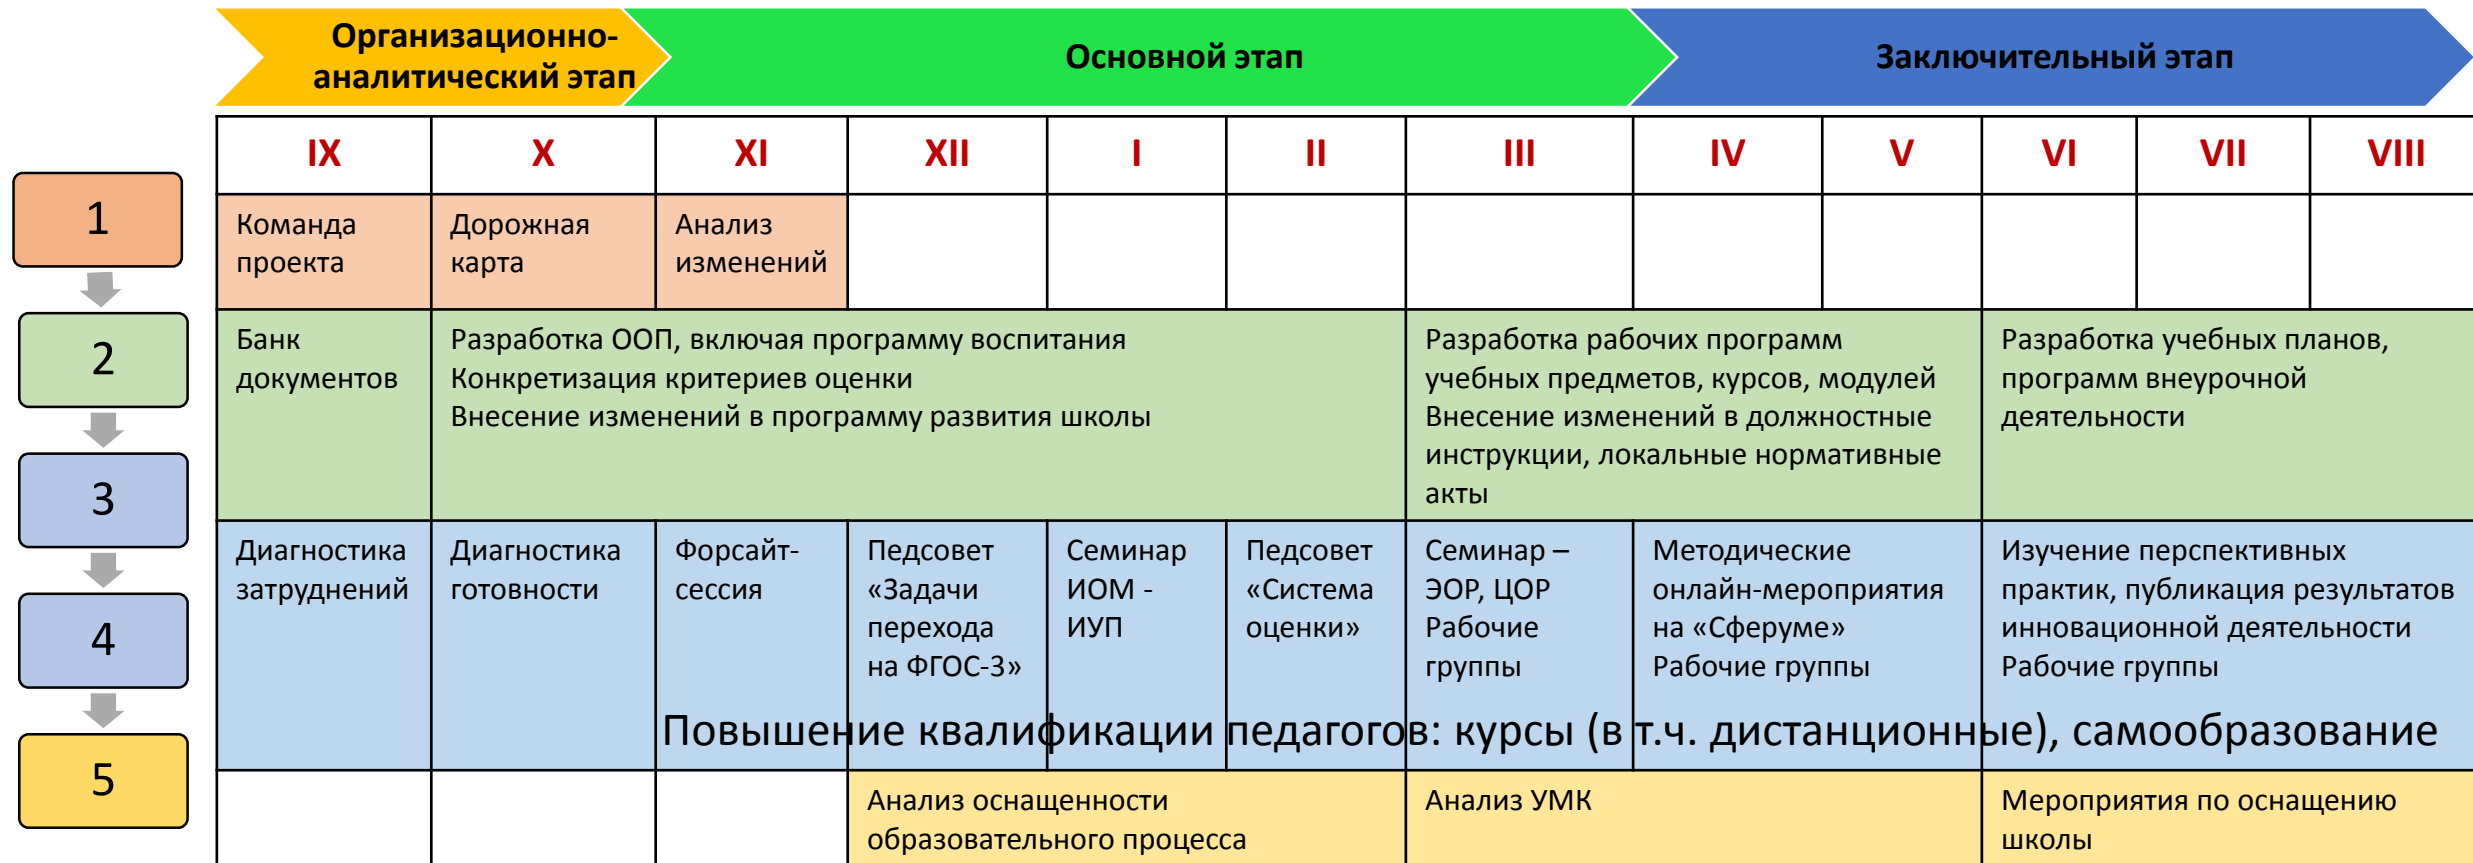 Организационно-
аналитический этап
Основной этап
Заключительный этап
IX
X
XI
XII
I
II
III
IV
V
VI
VII
VIII
1
Команда
проекта
Дорожная
карта
Анализ
изменений
2
Банк
документов
Разработка ООП, включая программу воспитания
Конкретизация критериев оценки
Внесение изменений в программу развития школы
Разработка рабочих программ
учебных предметов, курсов, модулей
Внесение изменений в должностные
инструкции, локальные нормативные
акты
Разработка учебных планов,
программ внеурочной
деятельности
3
4
Диагностика
затруднений
Диагностика
готовности
Форсайт-
сессия
Педсовет
«Задачи
перехода
на ФГОС-3»
Семинар
ИОМ -
ИУП
Педсовет
«Система
оценки»
Семинар –
ЭОР, ЦОР
Рабочие
группы
Методические
онлайн-мероприятия
на «Сферуме»
Рабочие группы
Изучение перспективных
практик, публикация результатов
инновационной деятельности
Рабочие группы
Повышение квалификации педагогов: курсы (в т.ч. дистанционные), самообразование
5
Анализ оснащенности
образовательного процесса
Анализ УМК
Мероприятия по оснащению
школы